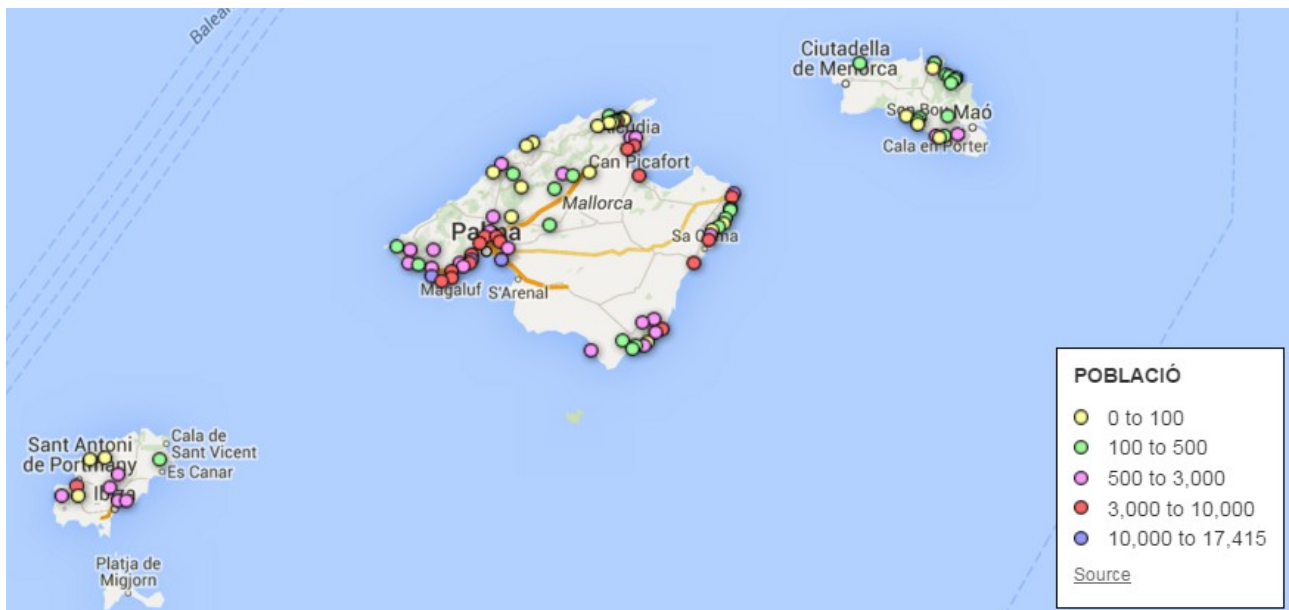 Balear
Ciutadella
de Menorca
Son Bou
Maó
Cala en Porter
Alcúdia
Can Picafort
Mallorca
Palma
Sa Coma
Magaluf
S'Arenal
Sant Antoni
de Portmany
Cala de
Sant Vicent
Es Canar
Ibiza
Platja de
Migjorn
POBLACIÓ
0 to 100
100 to 500
500 to 3,000
3,000 to 10,000
10,000 to 17,415
Source